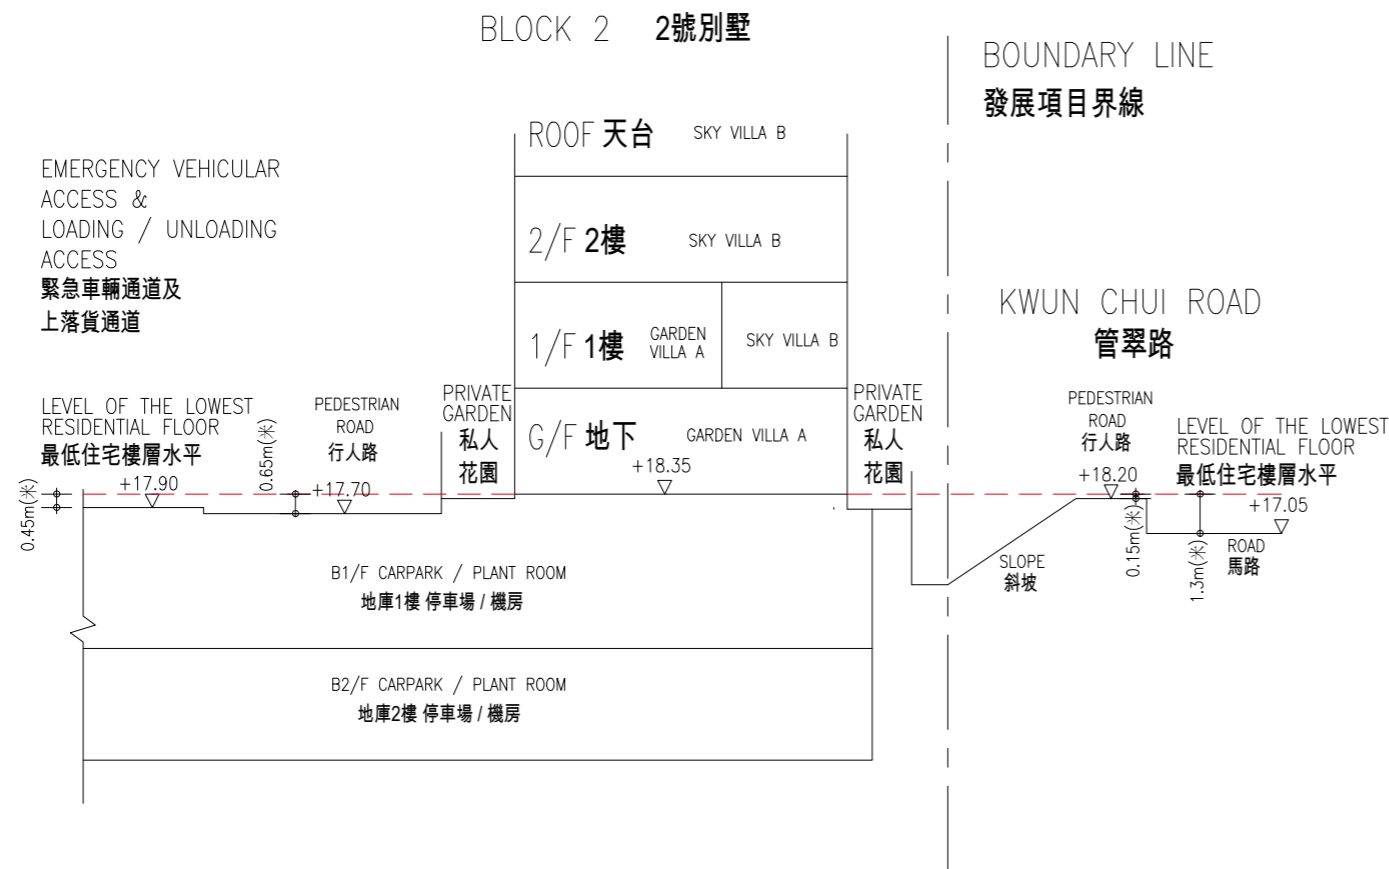 BLOCK 2 2號別墅
BOUNDARY LINE
發展項目界線
ROOF 天台 SKY VILLA B
EMERGENCY VEHICULAR
ACCESS &
LOADING / UNLOADING
ACCESS
緊急車輛通道及
上落貨通道
2/F 2樓 SKY VILLA B
KWUN CHUI ROAD
管翠路
1/F 1樓 GARDEN
VILLA A
SKY VILLA B
LEVEL OF THE LOWEST
RESIDENTIAL FLOOR
最低住宅樓層水平
+17.90
0.45m(米)
0.65m(米)
PEDESTRIAN
ROAD
行人路
+17.70
PRIVATE
GARDEN
私人
花園
G/F 地下 GARDEN VILLA A
+18.35
PRIVATE
GARDEN
私人
花園
PEDESTRIAN
ROAD
行人路
+18.20
LEVEL OF THE LOWEST
RESIDENTIAL FLOOR
最低住宅樓層水平
+17.05
0.15m(米)
1.3m(米)
ROAD
馬路
SLOPE
斜坡
B1/F CARPARK / PLANT ROOM
地庫1樓 停車場 / 機房
B2/F CARPARK / PLANT ROOM
地庫2樓 停車場 / 機房